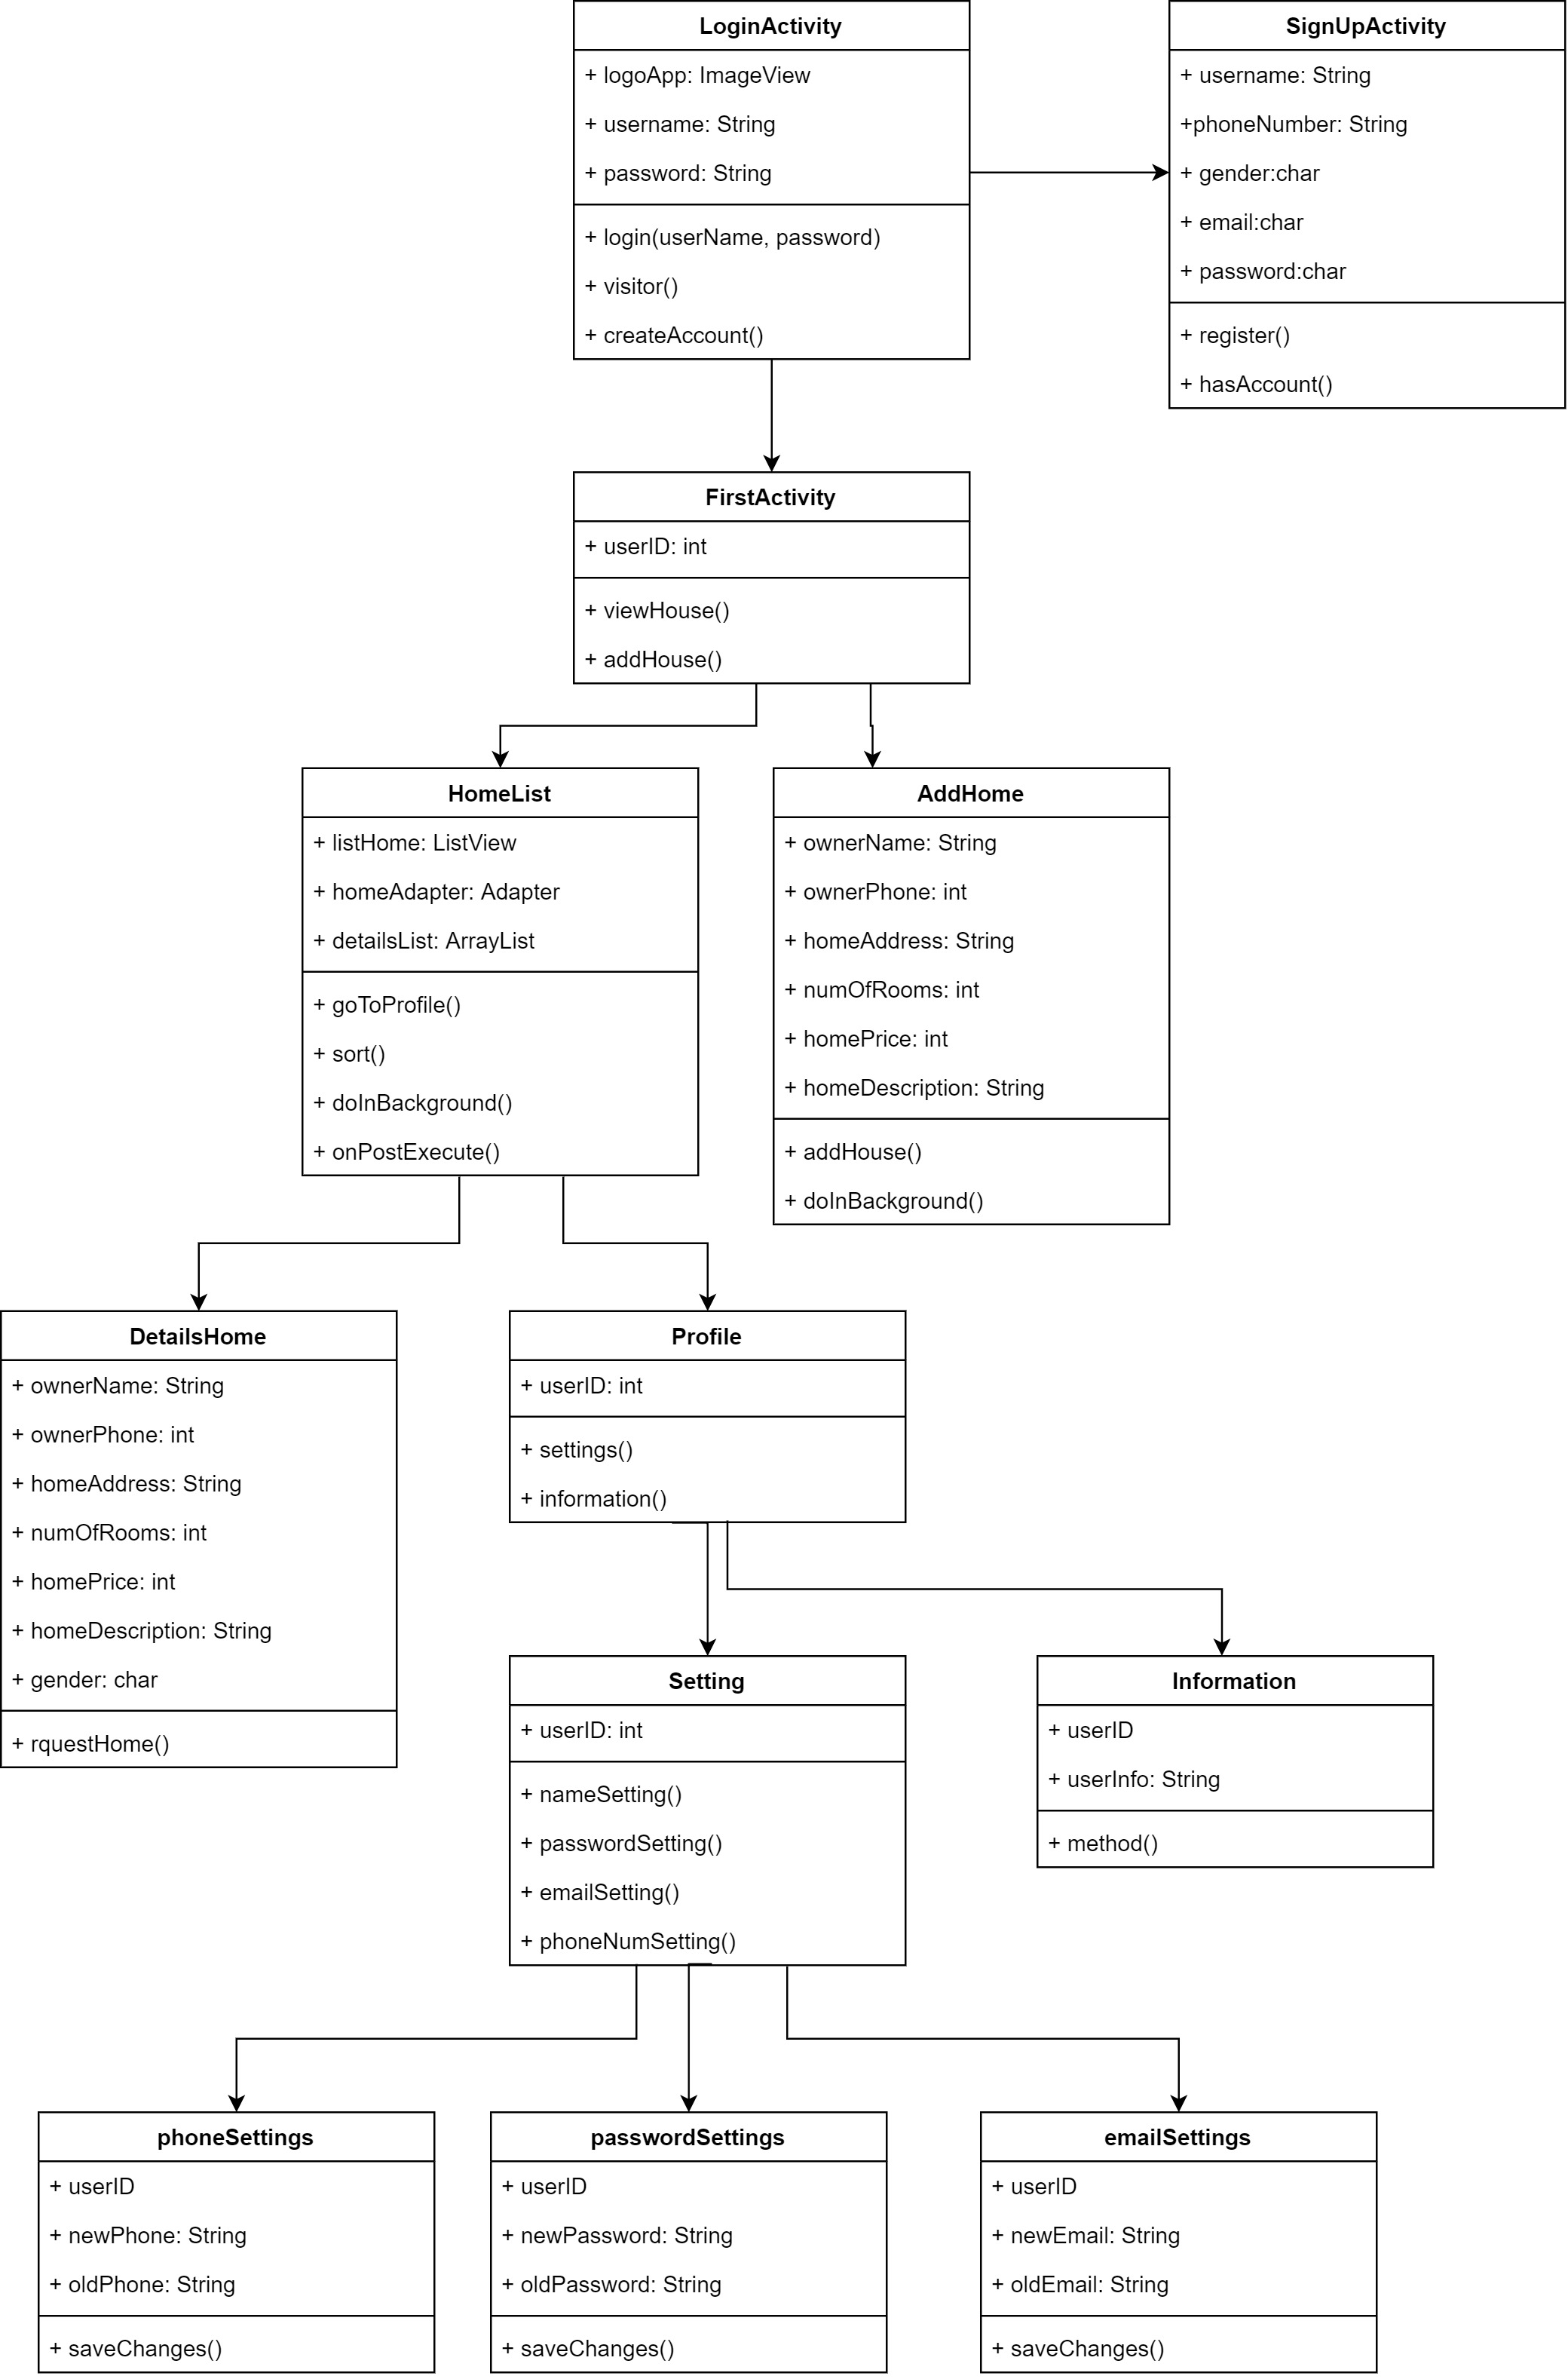 LoginActivity
+ logoApp: ImageView
+ username: String
+ password: String
+ login(userName, password)
+ visitor()
+ createAccount()
SignUpActivity
+ username: String
+phoneNumber: String
+ gender:char
+ email:char
+ password:char
+ register()
+ hasAccount()
FirstActivity
+ userID: int
+ viewHouse()
+ addHouse()
HomeList
+ listHome: ListView
+ homeAdapter: Adapter
+ detailsList: ArrayList
+ goToProfile()
+ sort()
+ doInBackground()
+ onPostExecute()
AddHome
+ ownerName: String
+ ownerPhone: int
+ homeAddress: String
+ numOfRooms: int
+ homePrice: int
+ homeDescription: String
+ addHouse()
+ doInBackground()
DetailsHome
+ ownerName: String
+ ownerPhone: int
+ homeAddress: String
+ numOfRooms: int
+ homePrice: int
+ homeDescription: String
+ gender: char
+ rquestHome()
Profile
+ userID: int
+ settings()
+ information()
Setting
+ userID: int
+ nameSetting()
+ passwordSetting()
+ emailSetting()
+ phoneNumSetting()
Information
+ userID
+ userInfo: String
+ method()
phoneSettings
+ userID
+ newPhone: String
+ oldPhone: String
+ saveChanges()
passwordSettings
+ userID
+ newPassword: String
+ oldPassword: String
+ saveChanges()
emailSettings
+ userID
+ newEmail: String
+ oldEmail: String
+ saveChanges()